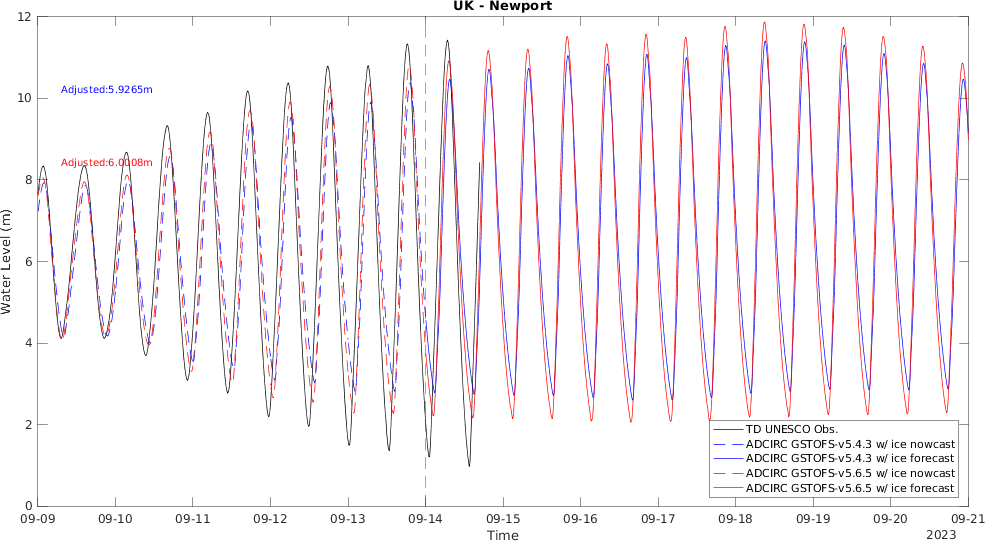 UK - Newport
12
10
8
6
4
2
0
Water Level (m)
Adjusted:5.9265m
Adjusted:6.0008m
TD UNESCO Obs.
ADCIRC GSTOFS-v5.4.3 w/ ice nowcast
ADCIRC GSTOFS-v5.4.3 w/ ice forecast
ADCIRC GSTOFS-v5.6.5 w/ ice nowcast
ADCIRC GSTOFS-v5.6.5 w/ ice forecast
09-09 09-10 09-11 09-12 09-13 09-14 09-15 09-16 09-17 09-18 09-19 09-20 09-21
Time
2023